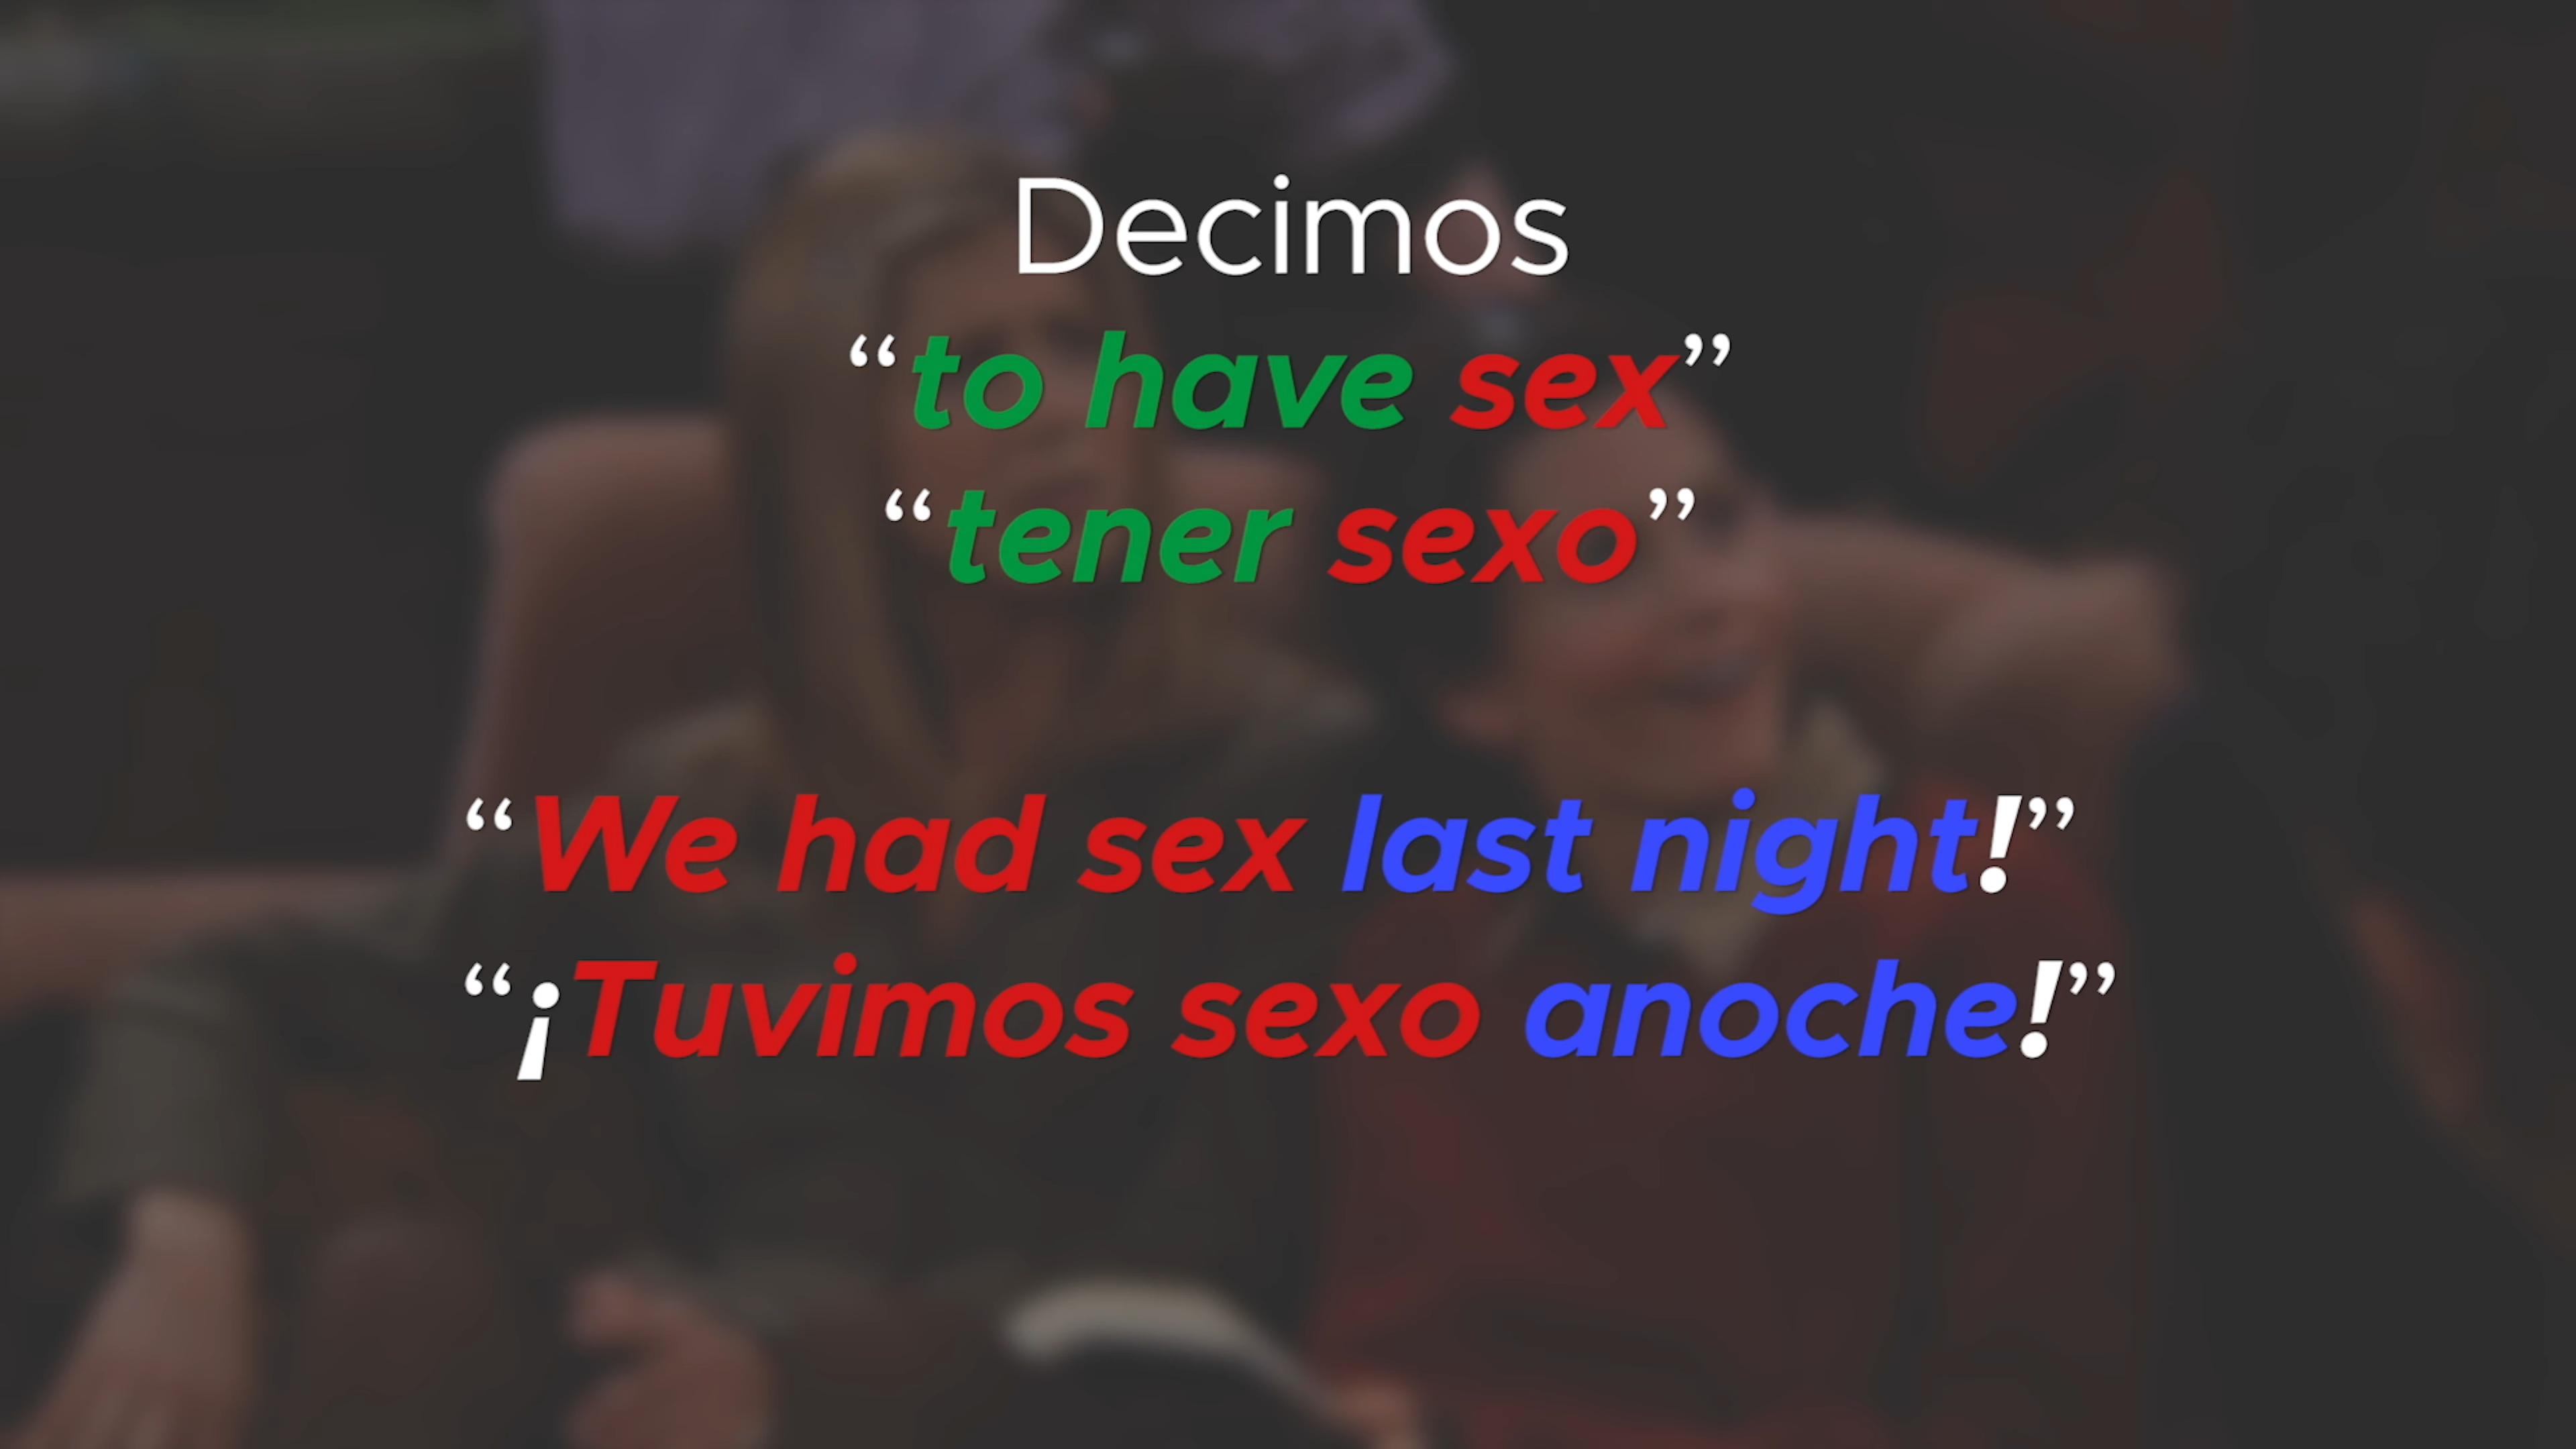 Decimos
“to have sex”
“tener sexo”
“We had sex last night!”
“¡Tuvimos sexo anoche!”